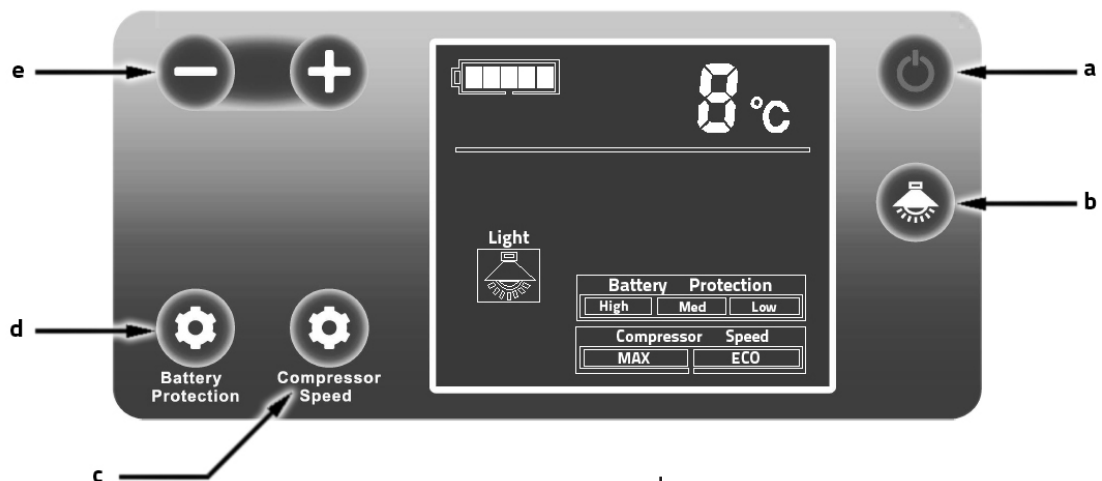 e
a
8 °C
b
Light
Battery Protection
High Med Low
Compressor Speed
MAX ECO
d
Battery
Protection
Compressor
Speed
c